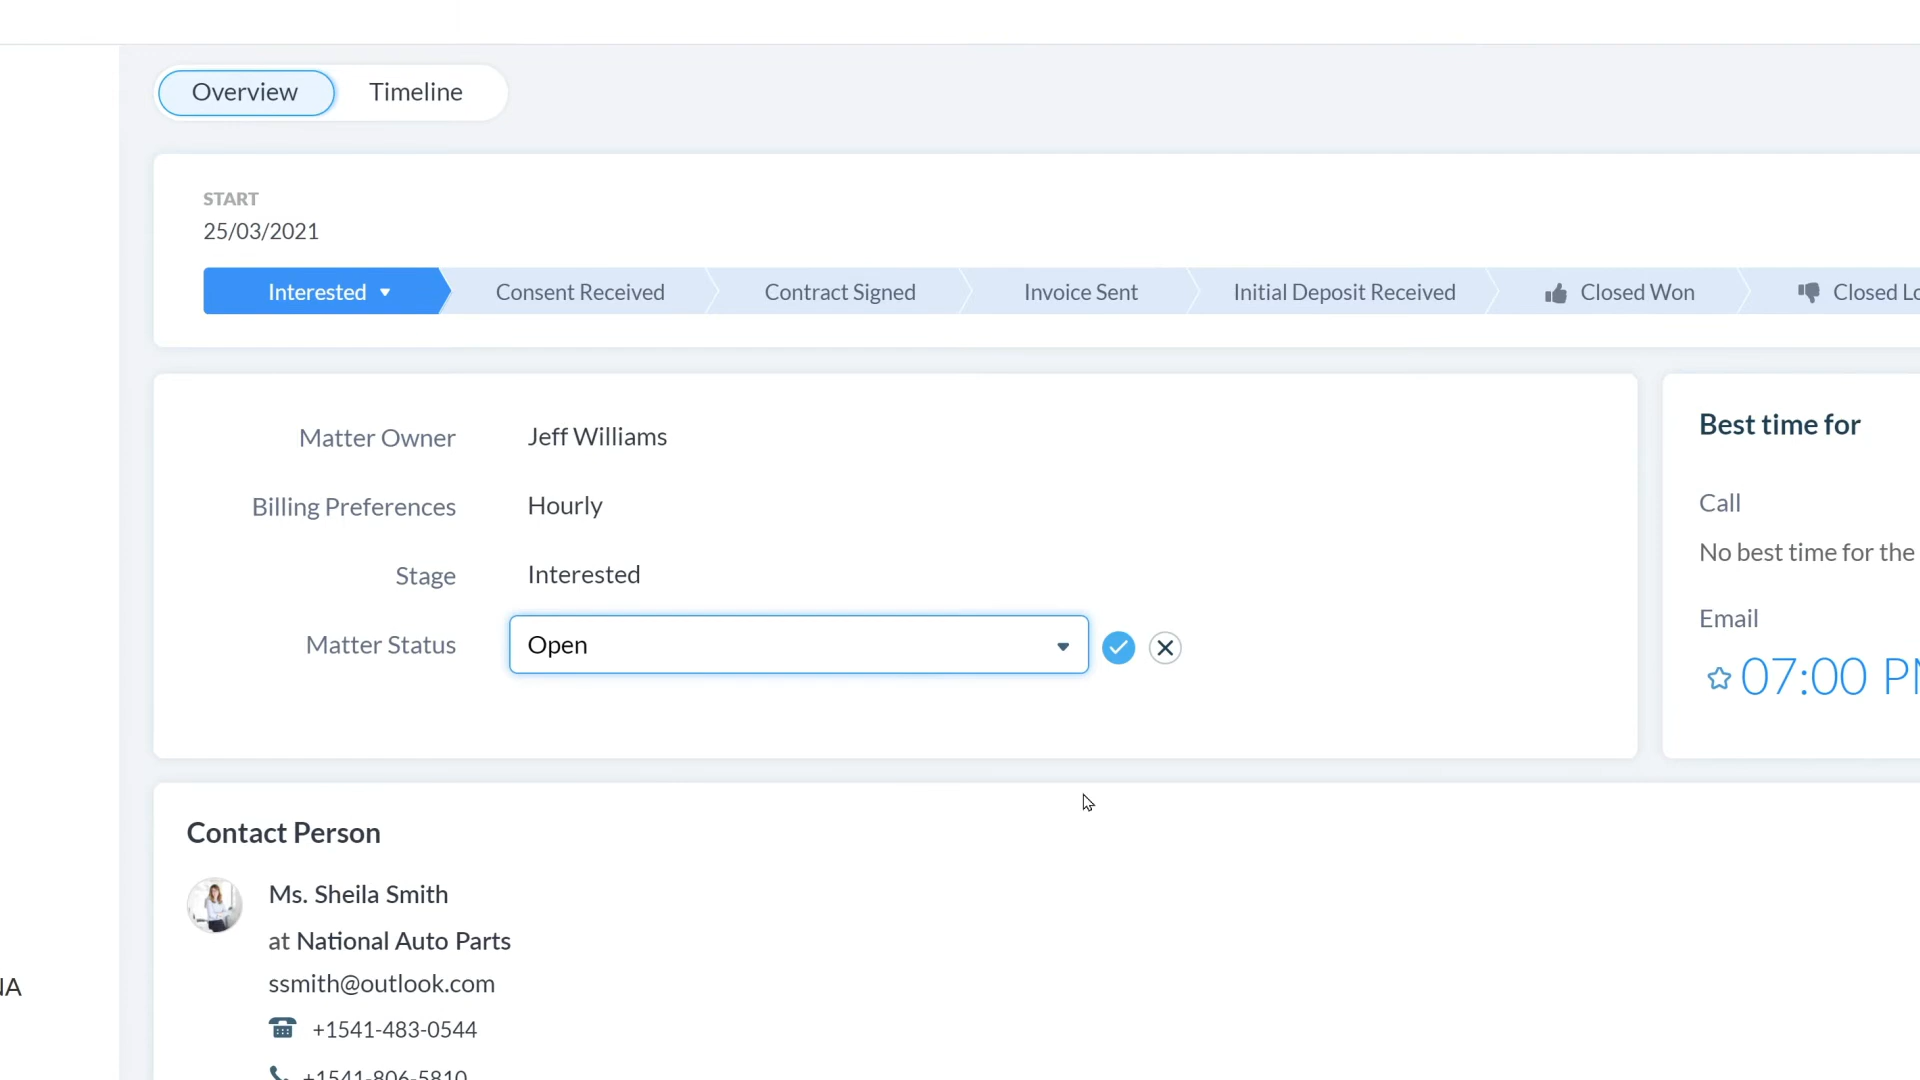 Overview
Timeline
START
25/03/2021
Interested
Consent Received
Contract Signed
Invoice Sent
Initial Deposit Received
Closed Won
Closed Lo
Matter Owner
Jeff Williams
Billing Preferences
Hourly
Stage
Interested
Matter Status
Open
Best time for
Call
No best time for the
Email
07:00 PM
Contact Person
Ms. Sheila Smith
at National Auto Parts
ssmith@outlook.com
+1541-483-0544
+1541-806-5810